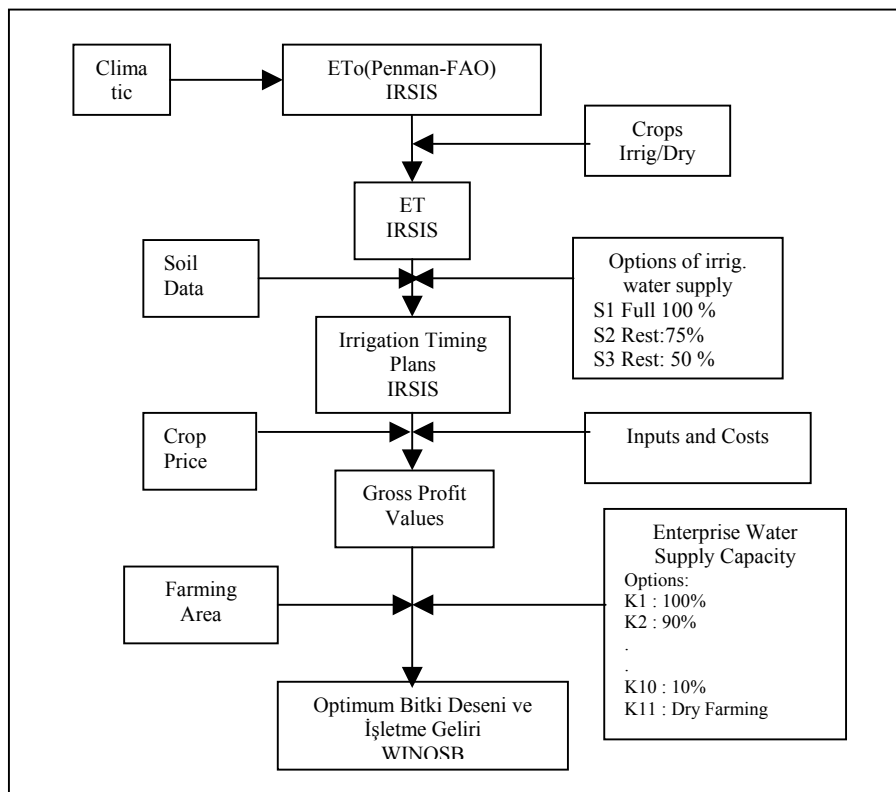 Clima
tic
ETo(Penman-FAO)
IRSIS
Crops
Irrig/Dry
ET
IRSIS
Soil
Data
Options of irrig.
water supply
S1 Full 100 %
S2 Rest:75%
S3 Rest: 50 %
Irrigation Timing
Plans
IRSIS
Crop
Price
Inputs and Costs
Gross Profit
Values
Enterprise Water
Supply Capacity
Options:
K1 : 100%
K2 : 90%
.
.
K10 : 10%
K11 : Dry Farming
Farming
Area
Optimum Bitki Deseni ve
İşletme Geliri
WINQSB